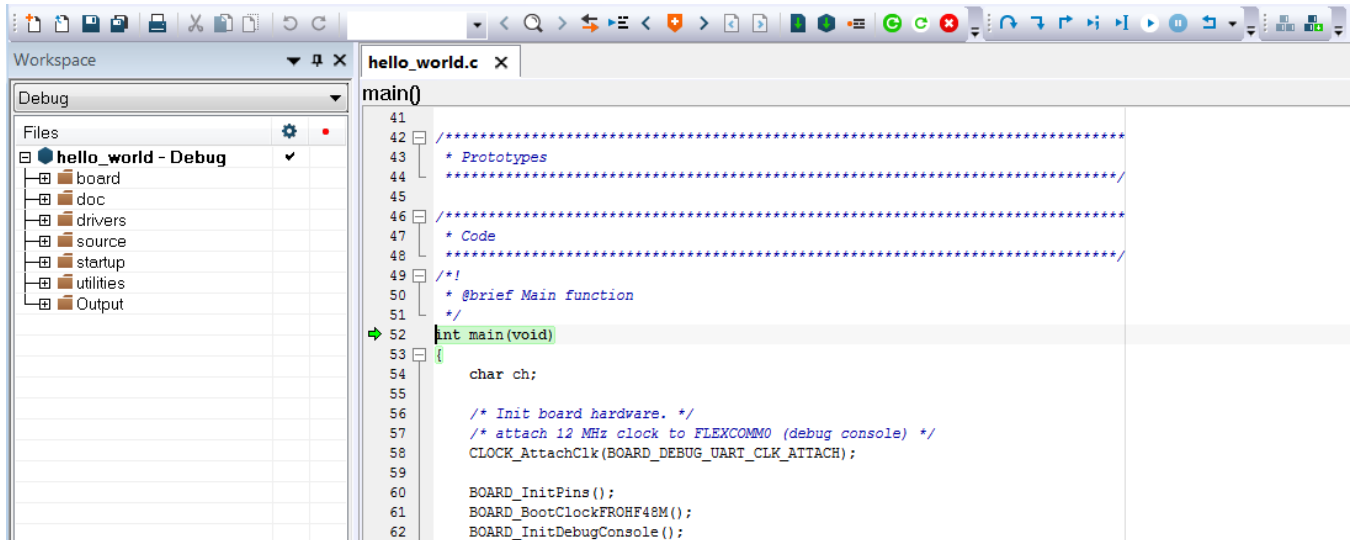 Workspace
Debug
Files
hello_world - Debug
board
doc
drivers
source
startup
utilities
Output
hello_world.c
main()
41
42 /*******************************************************************************
43  * Prototypes
44  ******************************************************************************/
45
46 /*******************************************************************************
47  * Code
48  ******************************************************************************/
49 /*!
50  * @brief Main function
51  */
52 int main(void)
53 {
54     char ch;
55
56     /* Init board hardware. */
57     /* attach 12 MHz clock to FLEXCOMM0 (debug console) */
58     CLOCK_AttachClk(BOARD_DEBUG_UART_CLK_ATTACH);
59
60     BOARD_InitPins();
61     BOARD_BootClockFROHF48M();
62     BOARD_InitDebugConsole();